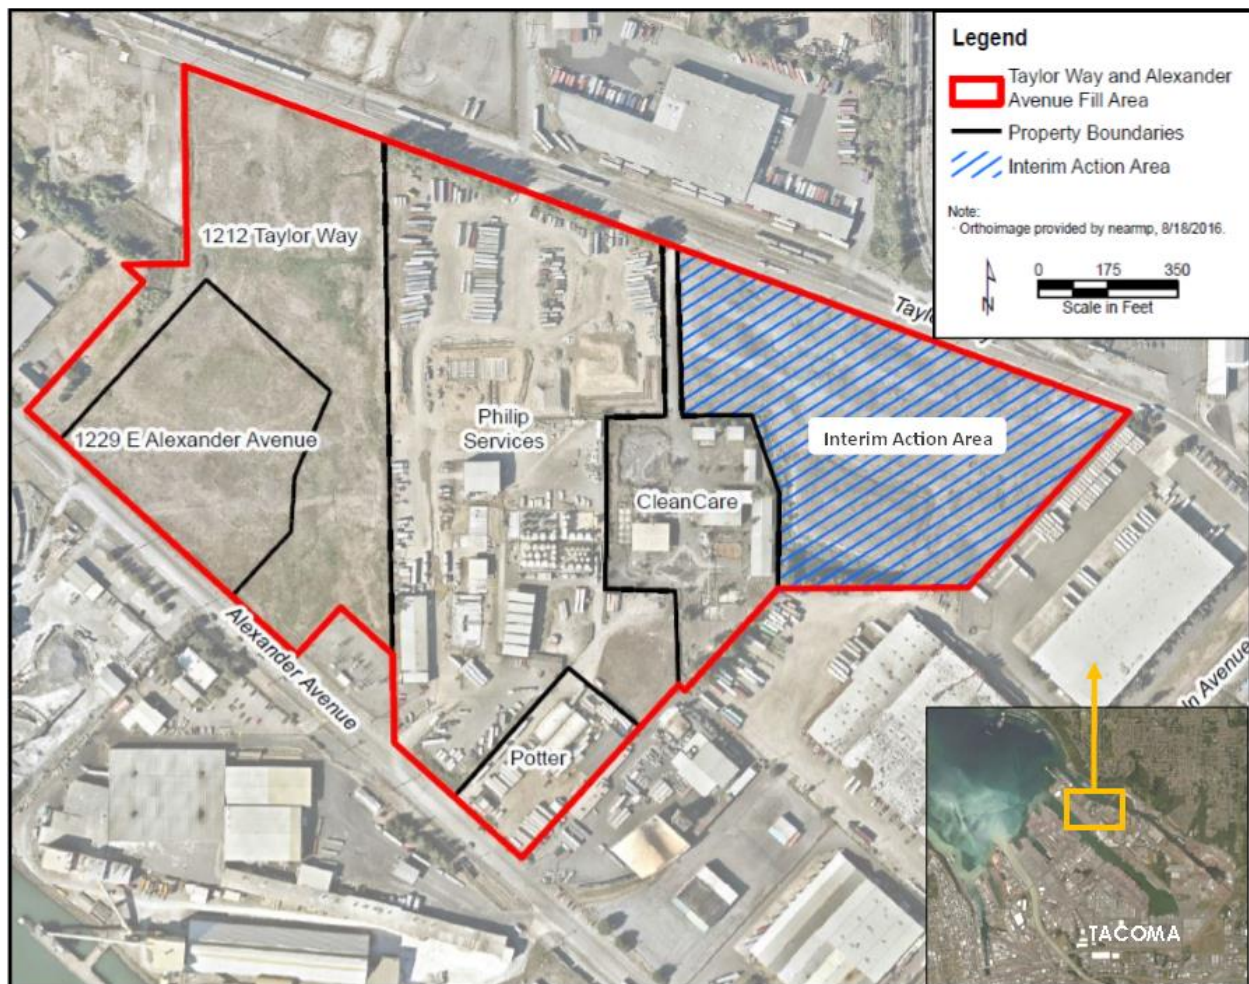 Legend
Taylor Way and Alexander
Avenue Fill Area
Property Boundaries
Interim Action Area
Note:
- Orthoimage provided by nearmp, 8/18/2016.
0 175 350
N
Scale in Feet
1212 Taylor Way
1229 E Alexander Avenue
Philip
Services
Interim Action Area
CleanCare
Alexander Avenue
Potter
Avenue
TACOMA